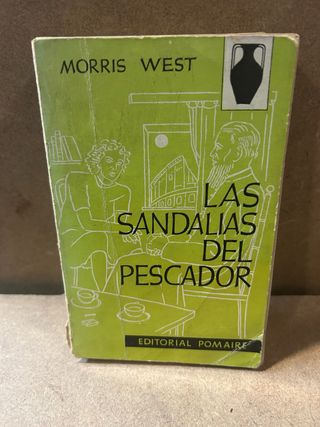 MORRIS WEST
LAS
SANDALIAS
DEL
PESCADOR
EDITORIAL POMAIRE